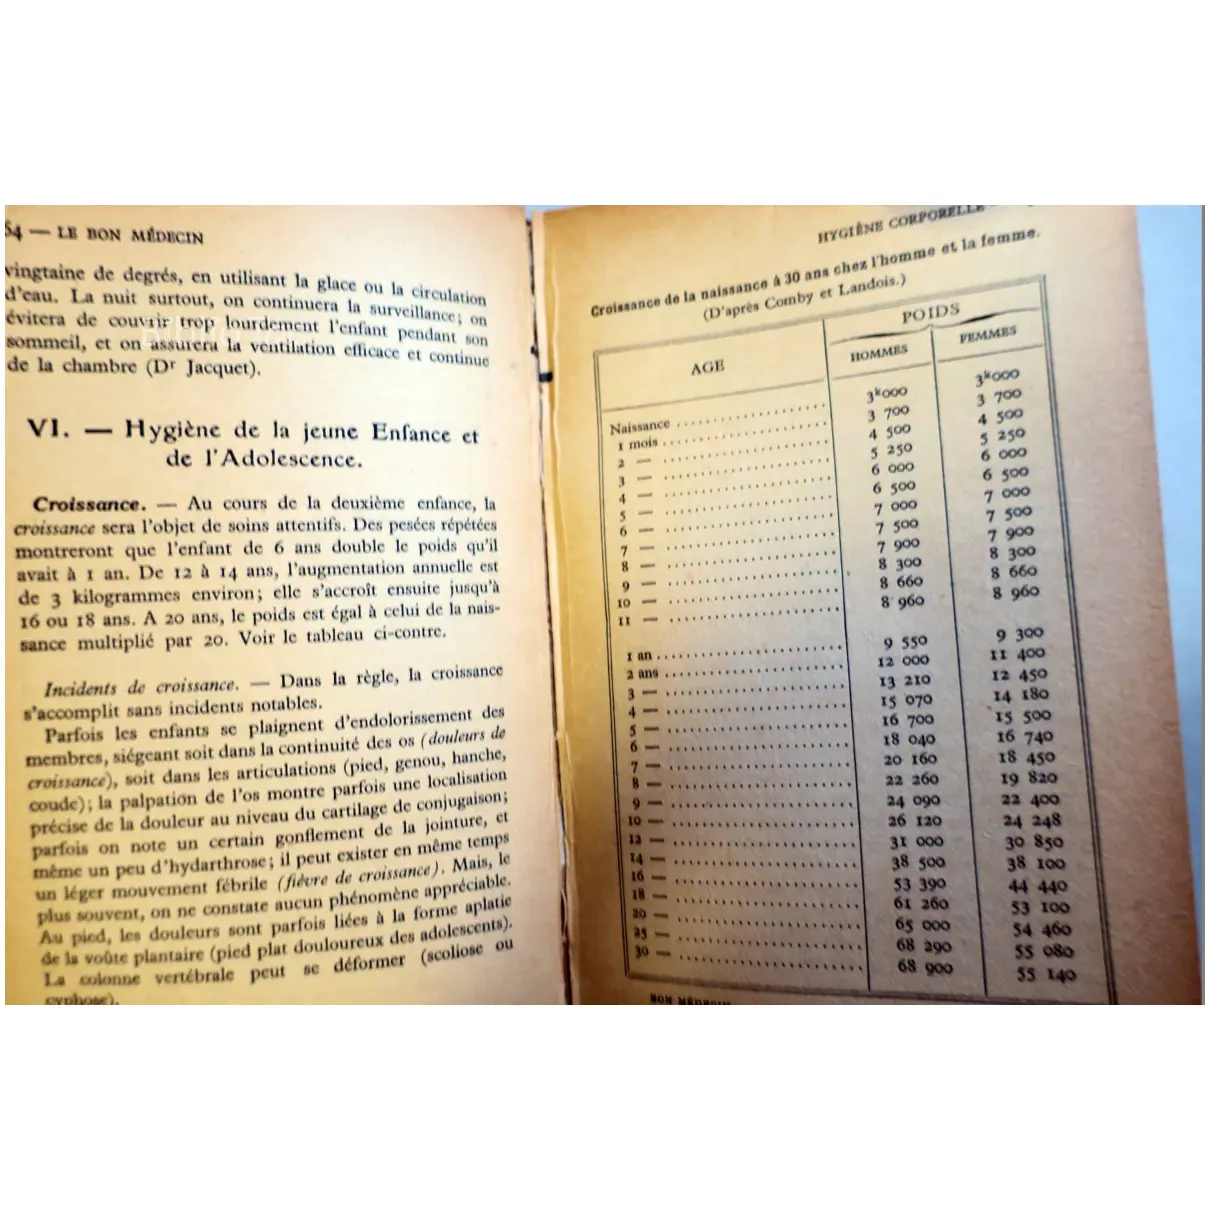 — LE BON MÉDECIN
vingtaine de degrés, en utilisant la glace ou la circulation
d'eau. La nuit surtout, on continuera la surveillance; on
évitera de couvrir trop lourdement l'enfant pendant son
sommeil, et on assurera la ventilation efficace et continue
de la chambre (Dr Jacquet).
VI. — Hygiène de la jeune Enfance et
de l'Adolescence.
Croissance. — Au cours de la deuxième enfance, la
croissance sera l'objet de soins attentifs. Des pesées répétées
montreront que l'enfant de 6 ans double le poids qu'il
avait à 1 an. De 12 à 14 ans, l'augmentation annuelle est
de 3 kilogrammes environ; elle s'accroît ensuite jusqu'à
16 ou 18 ans. A 20 ans, le poids est égal à celui de la nais-
sance multiplié par 20. Voir le tableau ci-contre.
Incidents de croissance. — Dans la règle, la croissance
s'accomplit sans incidents notables.
Parfois les enfants se plaignent d'endolorissement des
membres, siégeant soit dans la continuité des os (douleurs de
croissance), soit dans les articulations (pied, genou, hanche,
coude); la palpation de l'os montre parfois une localisation
précise de la douleur au niveau du cartilage de conjugaison;
parfois on note un certain gonflement de la jointure, et
même un peu d'hydarthrose; il peut exister en même temps
un léger mouvement fébrile (fièvre de croissance). Mais, le
plus souvent, on ne constate aucun phénomène appréciable.
Au pied, les douleurs sont parfois liées à la forme aplatie
de la voûte plantaire (pied plat douloureux des adolescents).
La colonne vertébrale peut se déformer (scoliose ou
cyphose).
HYGIÈNE CORPORELLE
Croissance de la naissance à 30 ans chez l'homme et la femme.
(D'après Comby et Landois.)
AGE POIDS
HOMMES FEMMES
Naissance 3k000 3k000
1 mois 3 700 3 700
2 — 4 500 4 500
3 — 5 250 5 250
4 — 6 000 6 000
5 — 6 500 6 500
6 — 7 000 7 000
7 — 7 500 7 500
8 — 7 900 7 900
9 — 8 300 8 300
10 — 8 660 8 660
11 — 8 960 8 960
1 an 9 550 9 300
2 ans 12 000 11 400
3 — 13 210 12 450
4 — 15 070 14 180
5 — 16 700 15 500
6 — 18 040 16 740
7 — 20 160 18 450
8 — 22 260 19 820
9 — 24 090 22 400
10 — 26 120 24 248
12 — 31 000 30 850
14 — 38 500 38 100
16 — 53 390 44 440
18 — 61 260 53 100
20 — 65 000 54 460
25 — 68 290 55 080
30 — 68 900 55 140
BON MÉDECIN